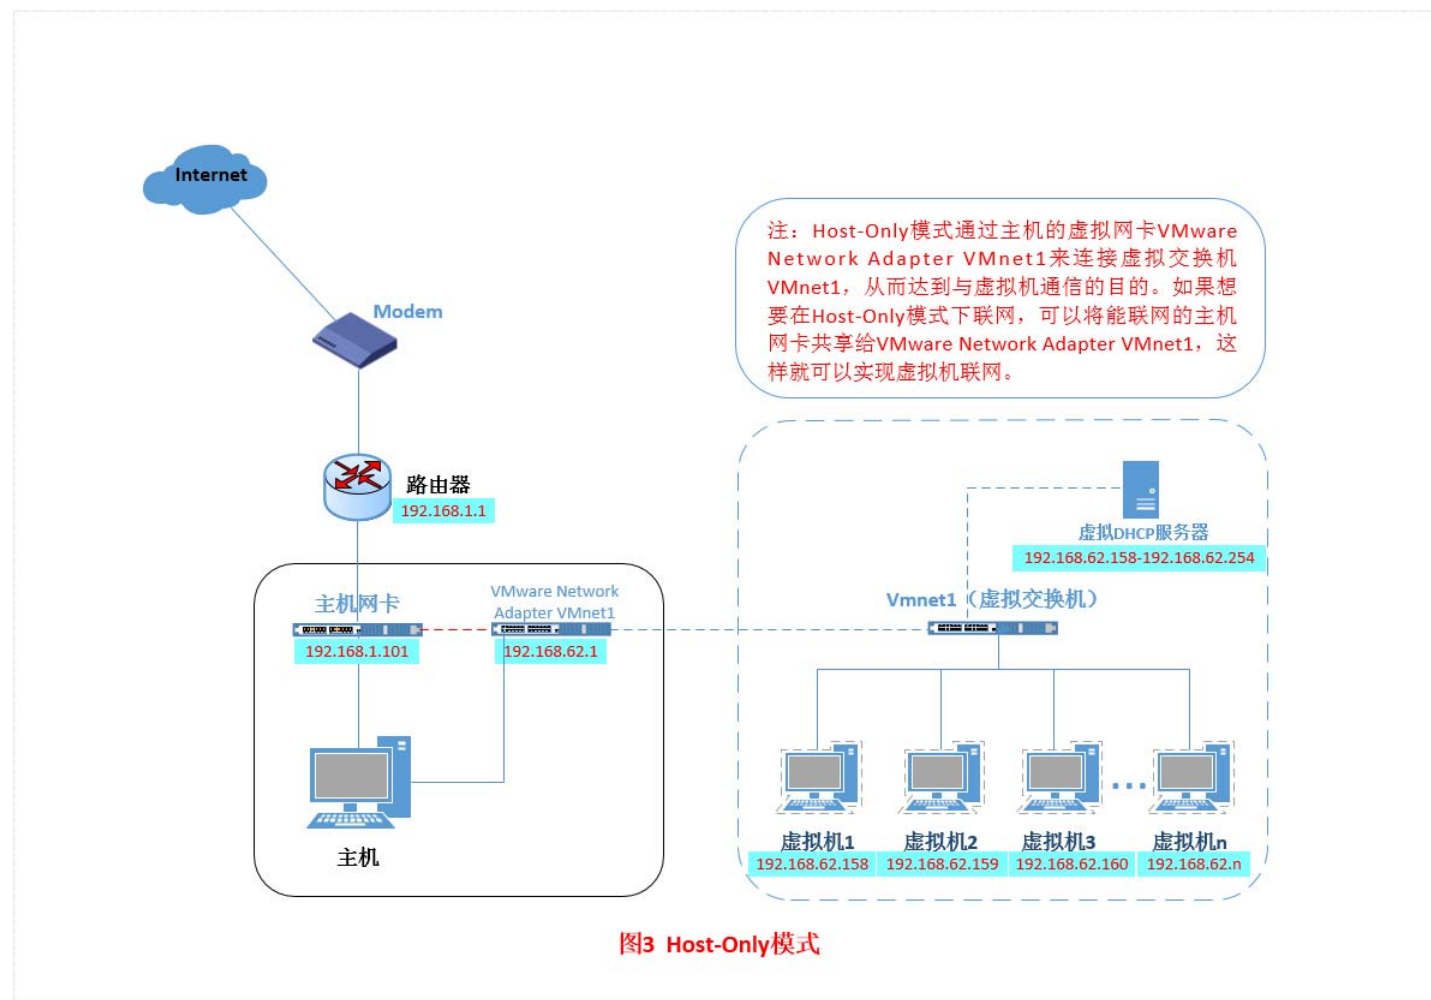 Internet
注：Host-Only模式通过主机的虚拟网卡VMware
Network Adapter VMnet1来连接虚拟交换机
VMnet1，从而达到与虚拟机通信的目的。如果想
要在Host-Only模式下联网，可以将能联网的主机
网卡共享给VMware Network Adapter VMnet1，这
样就可以实现虚拟机联网。
Modem
路由器
192.168.1.1
虚拟DHCP服务器
192.168.62.158-192.168.62.254
主机网卡
192.168.1.101
VMware Network
Adapter VMnet1
192.168.62.1
Vmnet1（虚拟交换机）
主机
虚拟机1
192.168.62.158
虚拟机2
192.168.62.159
虚拟机3
192.168.62.160
...
虚拟机n
192.168.62.n
图3 Host-Only模式